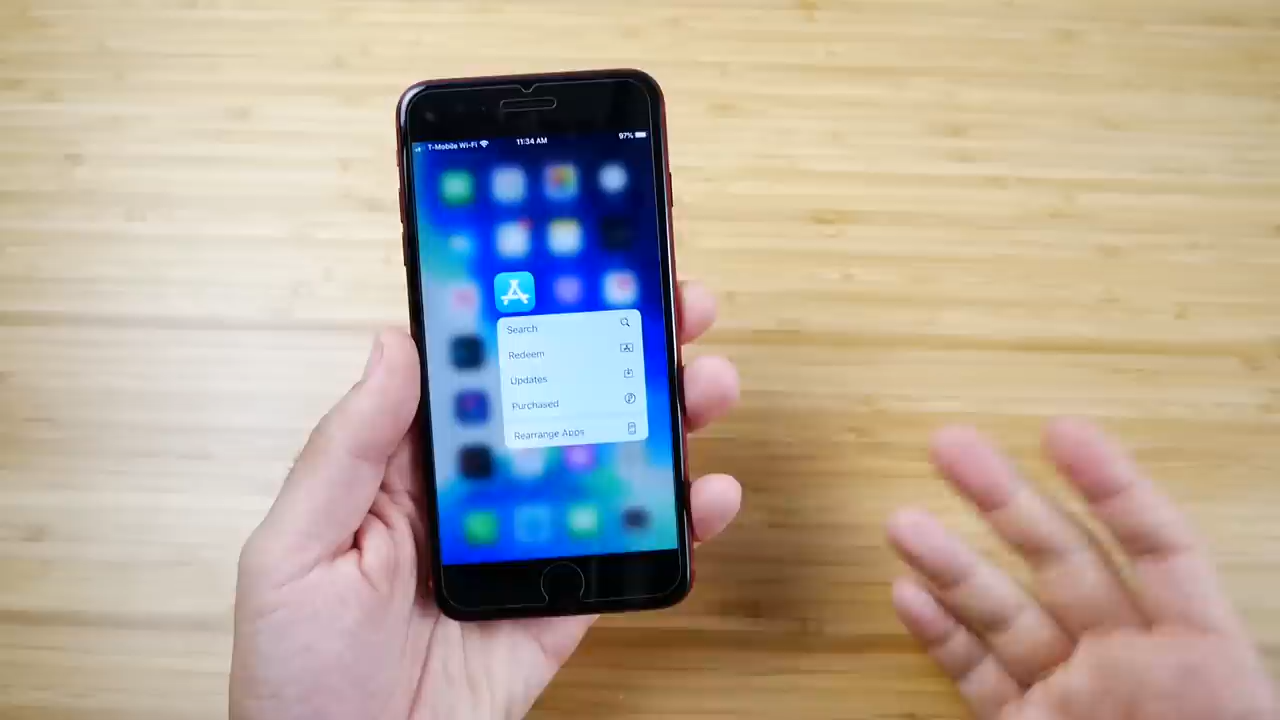 T-Mobile Wi-Fi 11:34 AM 97%
Search
Redeem
Updates
Purchased
Rearrange Apps